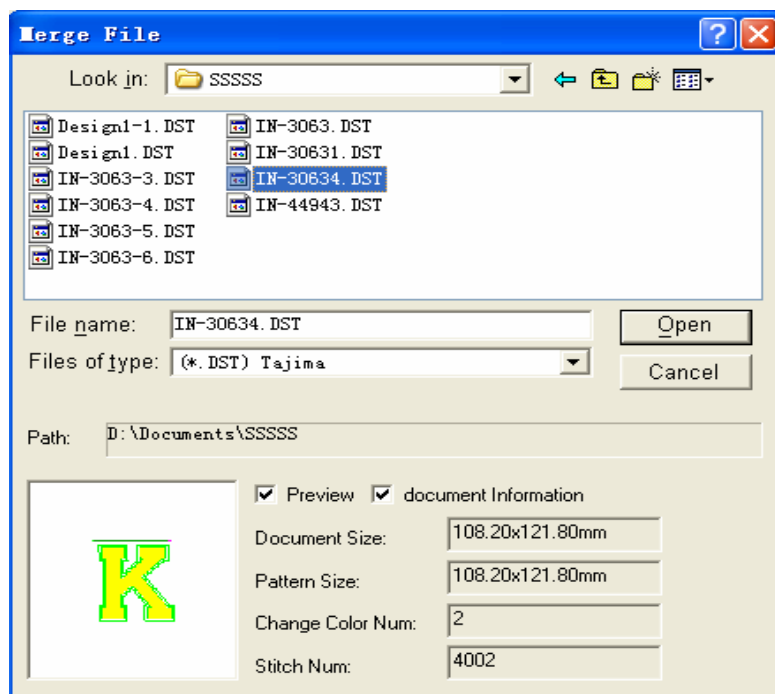 Merge File
Look in: SSSSS
Design1-1.DST IN-3063.DST
Design1.DST IN-30631.DST
IN-3063-3.DST IN-30634.DST
IN-3063-4.DST IN-44943.DST
IN-3063-5.DST
IN-3063-6.DST
File name: IN-30634.DST Open
Files of type: (*.DST) Tajima Cancel
Path: D:\Documents\SSSSS
Preview document Information
Document Size: 108.20x121.80mm
Pattern Size: 108.20x121.80mm
Change Color Num: 2
Stitch Num: 4002
K